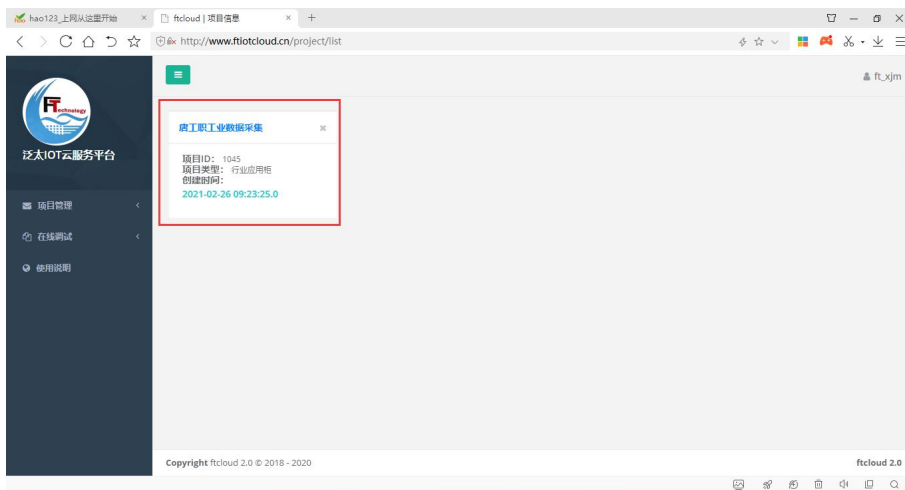 hao123_上网从这里开始
ftcloud | 项目信息
http://www.ftiotcloud.cn/project/list
ft_xjm
FTechnology
泛太IOT云服务平台
项目管理
在线调试
使用说明
唐工职工业数据采集
项目ID: 1045
项目类型: 行业应用柜
创建时间:
2021-02-26 09:23:25.0
Copyright ftcloud 2.0 © 2018 - 2020
ftcloud 2.0